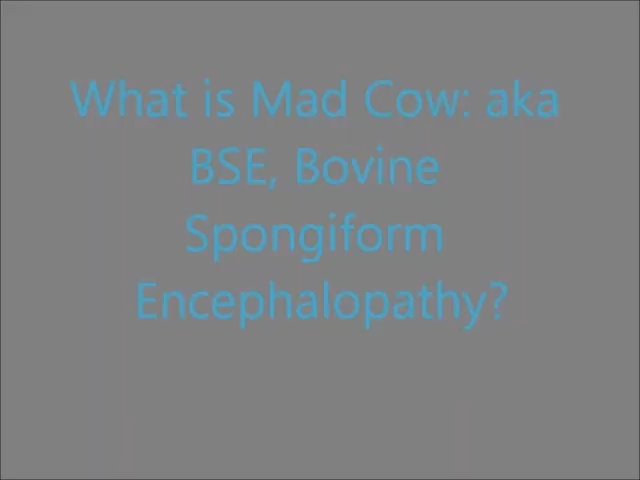 What is Mad Cow: aka
BSE, Bovine
Spongiform
Encephalopathy?